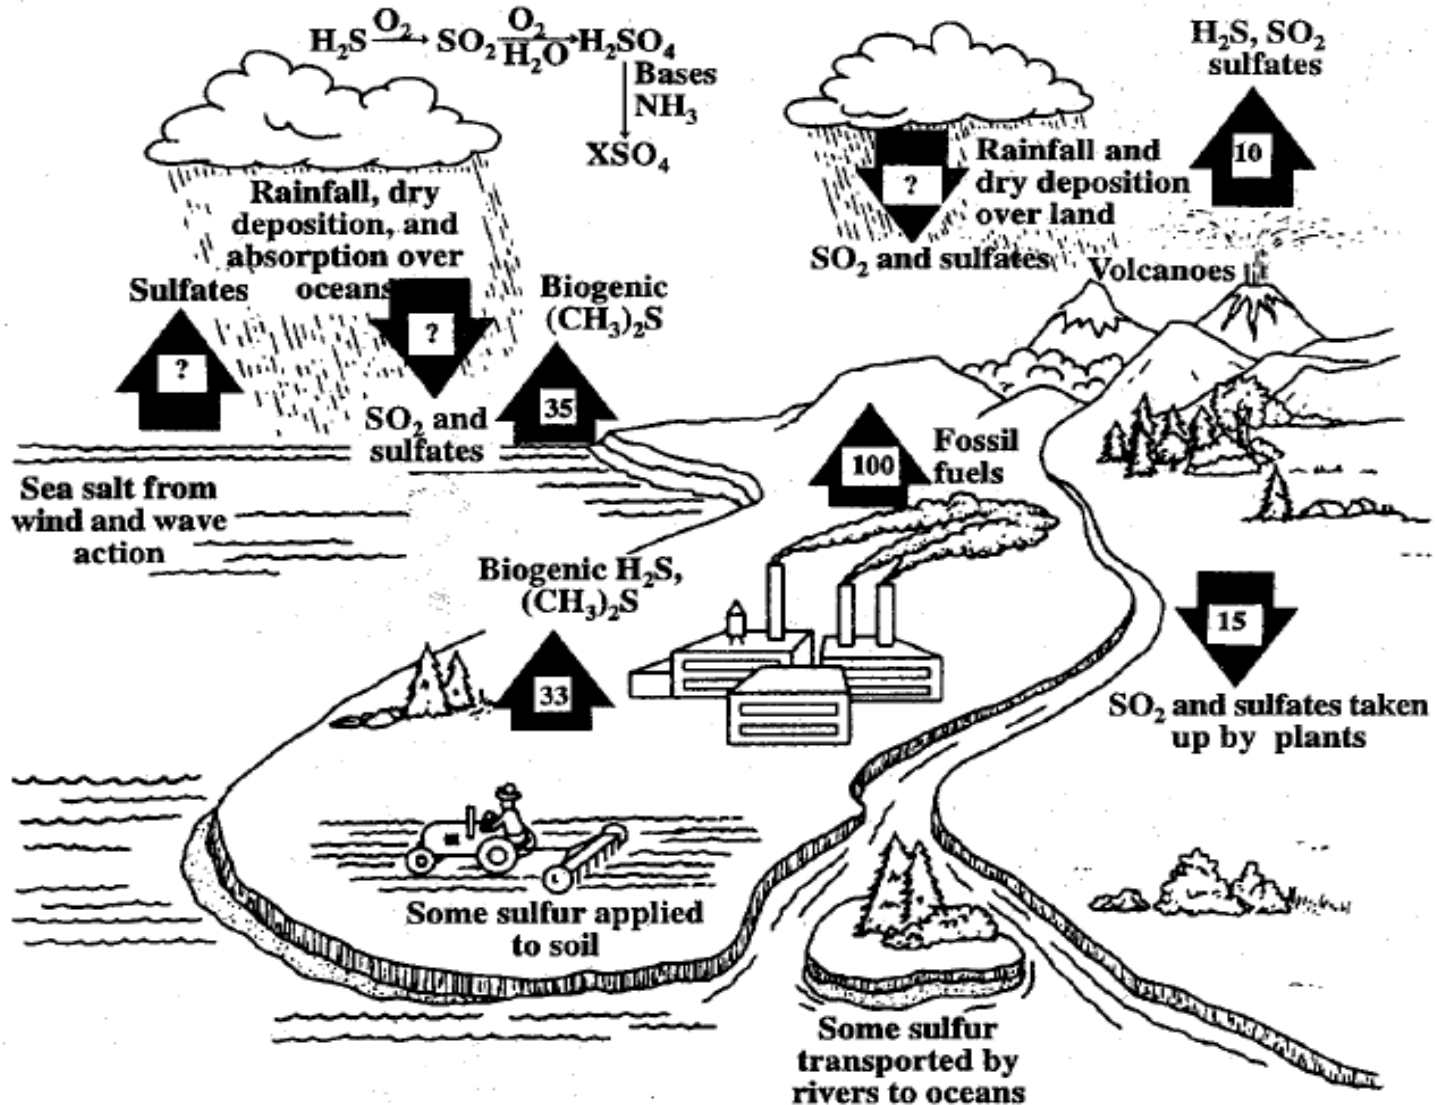 H₂S O₂→ SO₂ O₂/H₂O→ H₂SO₄
Bases
NH₃
XSO₄
Rainfall, dry
deposition, and
absorption over
oceans
Sulfates
?
?
SO₂ and
sulfates
Biogenic
(CH₃)₂S
35
Sea salt from
wind and wave
action
?
Rainfall and
dry deposition
over land
SO₂ and sulfates
H₂S, SO₂
sulfates
10
Volcanoes
100
Fossil
fuels
Biogenic H₂S,
(CH₃)₂S
33
15
SO₂ and sulfates taken
up by plants
Some sulfur applied
to soil
Some sulfur
transported by
rivers to oceans